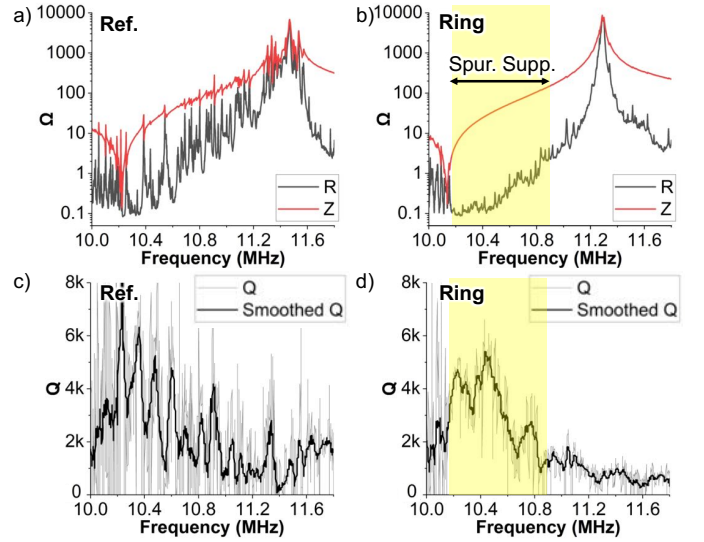 a)
Ref.
10000
1000
100
10
1
0.1
Ω
R
Z
10.0 10.4 10.8 11.2 11.6
Frequency (MHz)
b)
Ring
Spur. Supp.
10000
1000
100
10
1
0.1
Ω
R
Z
10.0 10.4 10.8 11.2 11.6
Frequency (MHz)
c)
Ref.
Q
Smoothed Q
8k
6k
4k
2k
0
Q
10.0 10.4 10.8 11.2 11.6
Frequency (MHz)
d)
Ring
Q
Smoothed Q
8k
6k
4k
2k
0
Q
10.0 10.4 10.8 11.2 11.6
Frequency (MHz)